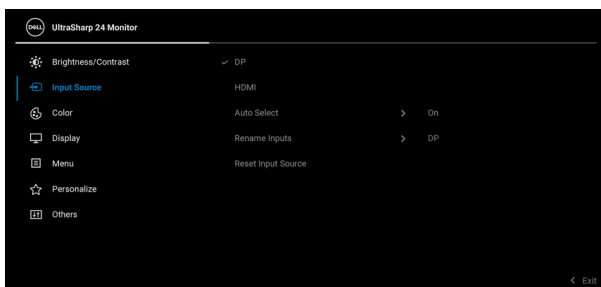 DELL UltraSharp 24 Monitor
Brightness/Contrast DP
Input Source HDMI
Color Auto Select On
Display Rename Inputs DP
Menu Reset Input Source
Personalize
Others
Exit